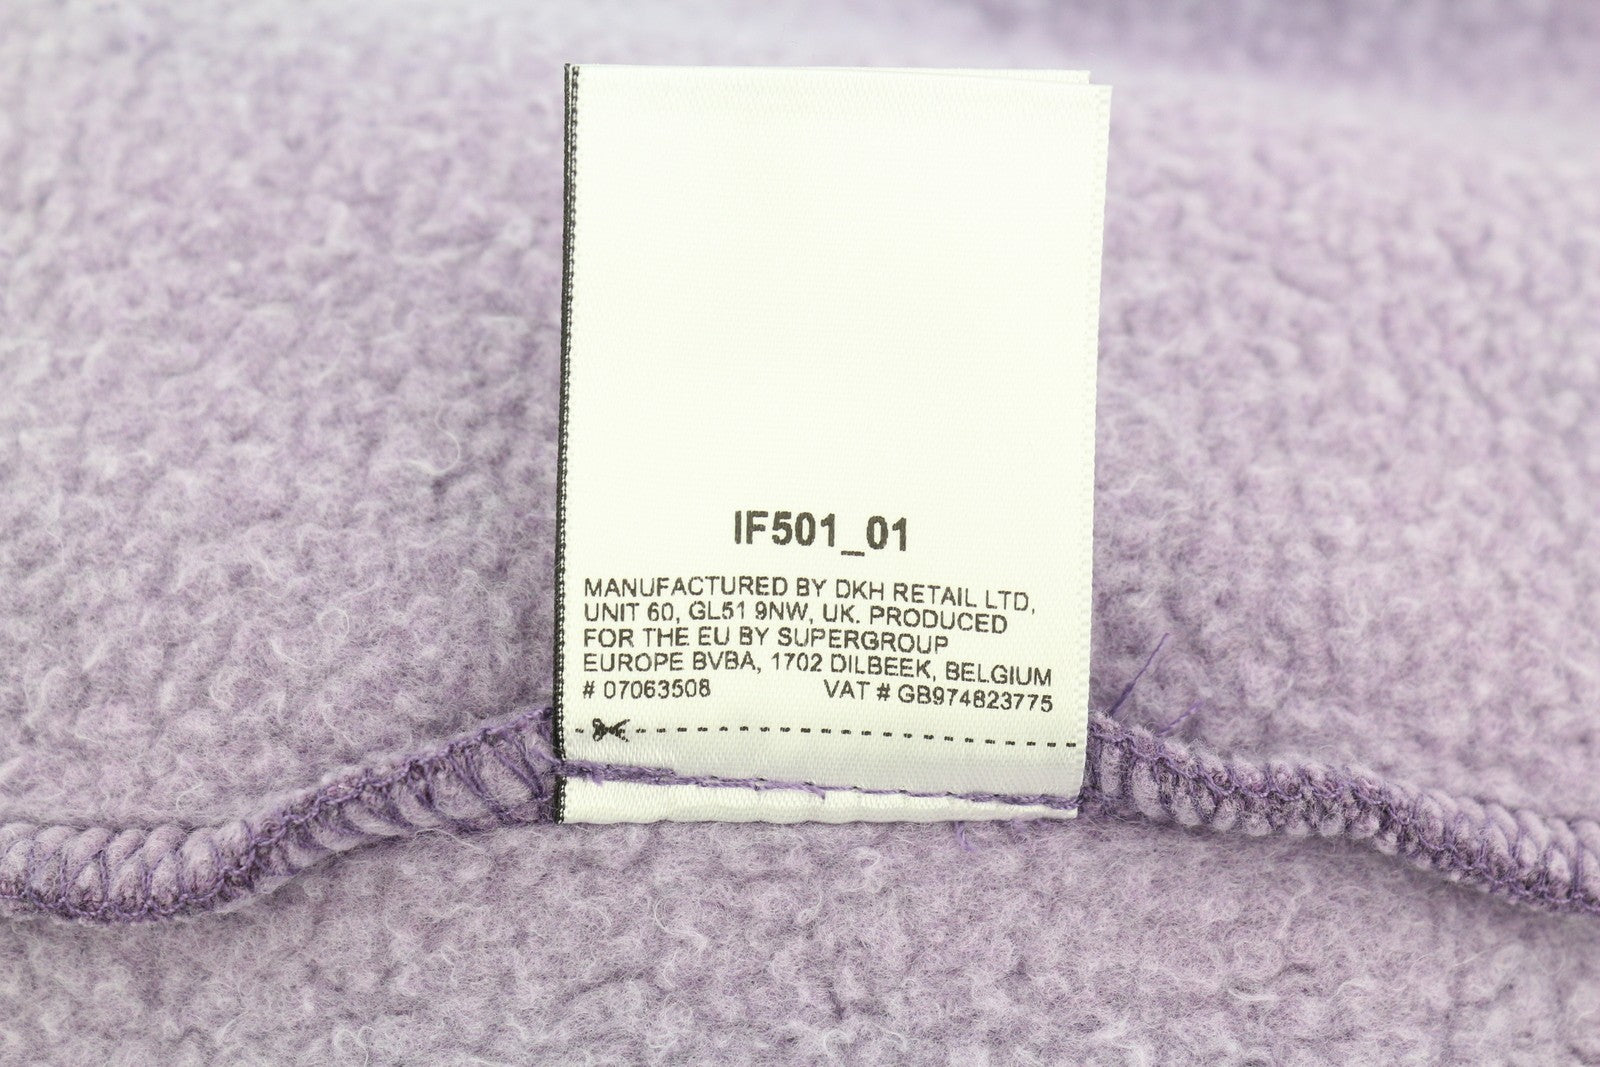 IF501_01
MANUFACTURED BY DKH RETAIL LTD,
UNIT 60, GL51 9NW, UK. PRODUCED
FOR THE EU BY SUPERGROUP
EUROPE BVBA, 1702 DILBEEK, BELGIUM
# 07063508 VAT # GB974823775